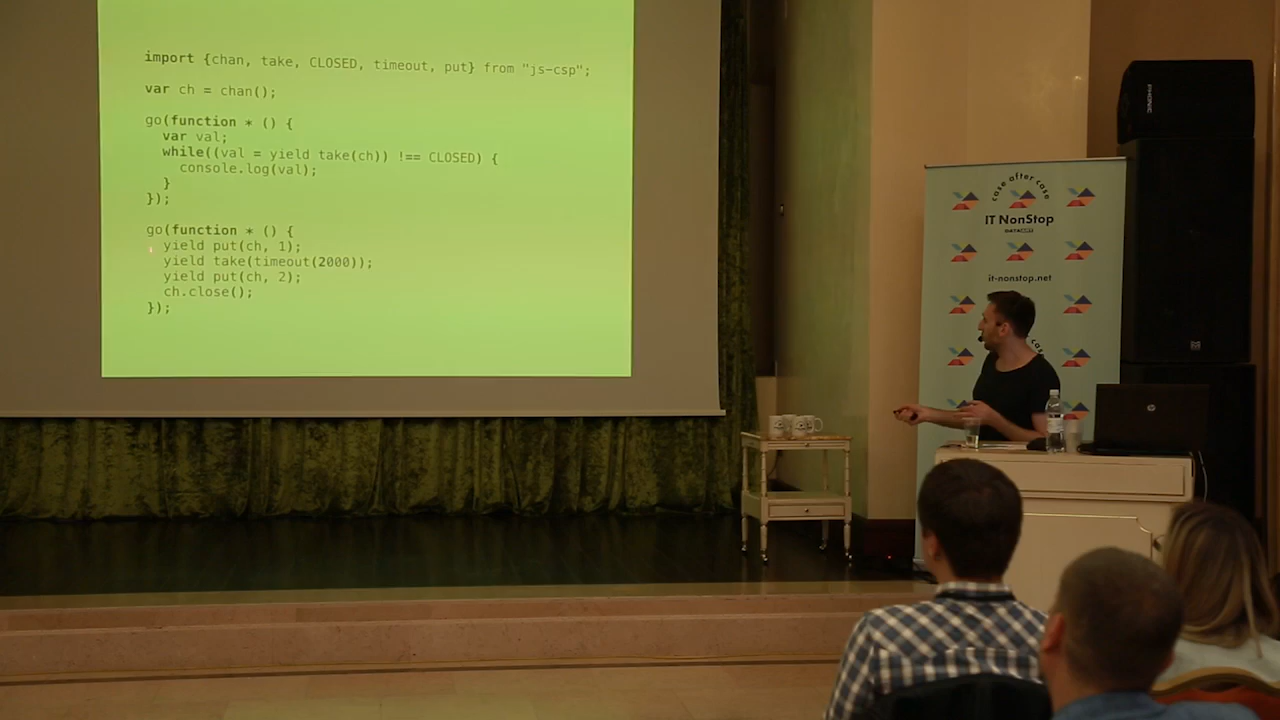 import {chan, take, CLOSED, timeout, put} from "js-csp";
var ch = chan();
go(function * () {
var val;
while((val = yield take(ch)) !== CLOSED) {
console.log(val);
}
});
go(function * () {
yield put(ch, 1);
yield take(timeout(2000));
yield put(ch, 2);
ch.close();
});
case after case
IT NonStop
it-nonstop.net